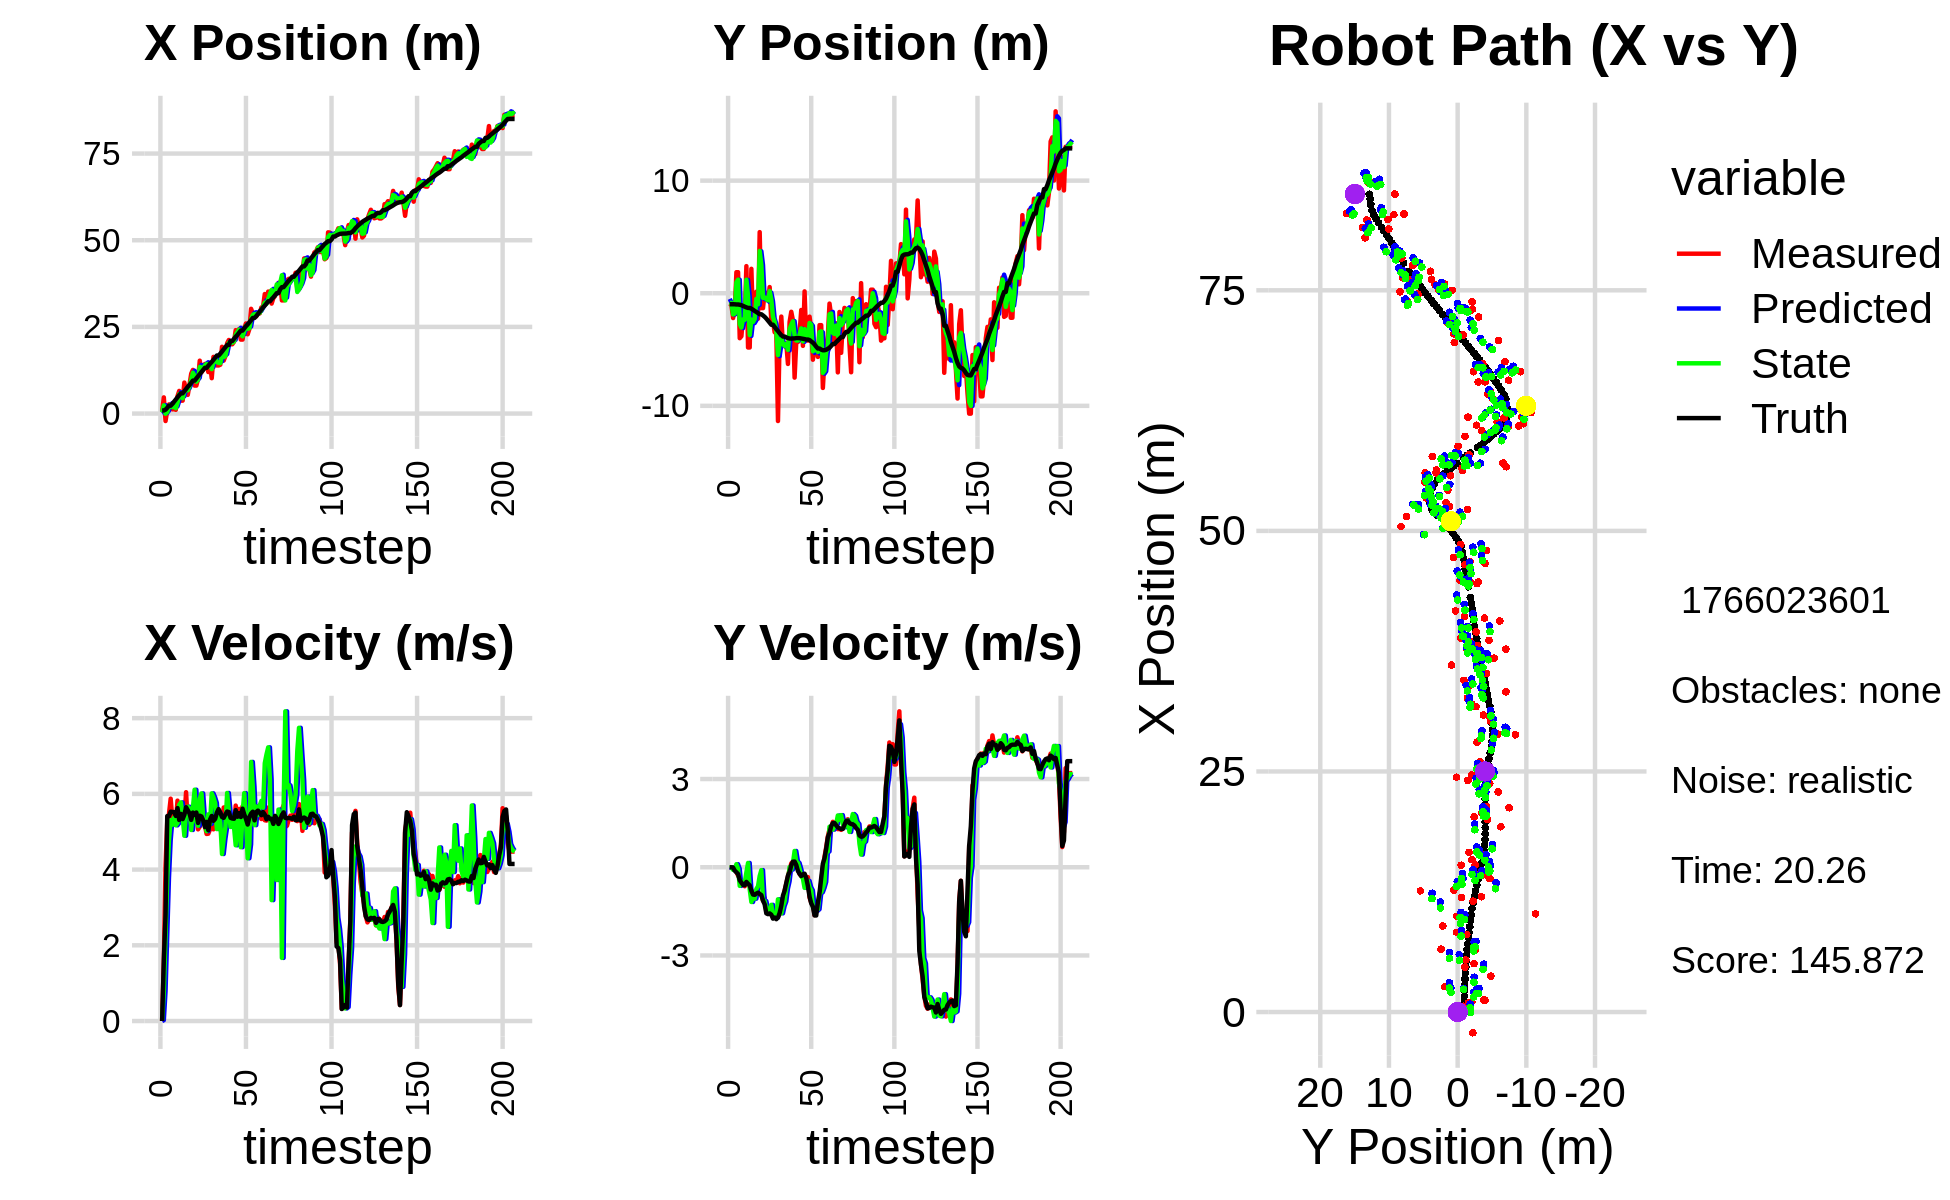 X Position (m)
75
50
25
0
0
50
100
150
200
timestep
Y Position (m)
10
0
-10
0
50
100
150
200
timestep
X Velocity (m/s)
8
6
4
2
0
0
50
100
150
200
timestep
Y Velocity (m/s)
3
0
-3
0
50
100
150
200
timestep
Robot Path (X vs Y)
X Position (m)
75
50
25
0
20 10 0 -10 -20
Y Position (m)
variable
Measured
Predicted
State
Truth
1766023601
Obstacles: none
Noise: realistic
Time: 20.26
Score: 145.872